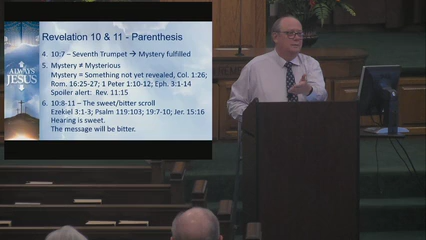 Revelation 10 & 11 - Parenthesis
4. 10:7 – Seventh Trumpet → Mystery fulfilled
5. Mystery ≠ Mysterious
Mystery = Something not yet revealed, Col. 1:26;
Rom. 16:25-27; 1 Peter 1:10-12; Eph. 3:1-14
Spoiler alert: Rev. 11:15
6. 10:8-11 – The sweet/bitter scroll
Ezekiel 3:1-3; Psalm 119:103; 19:7-10; Jer. 15:16
Hearing is sweet.
The message will be bitter.
ALWAYS
JESUS